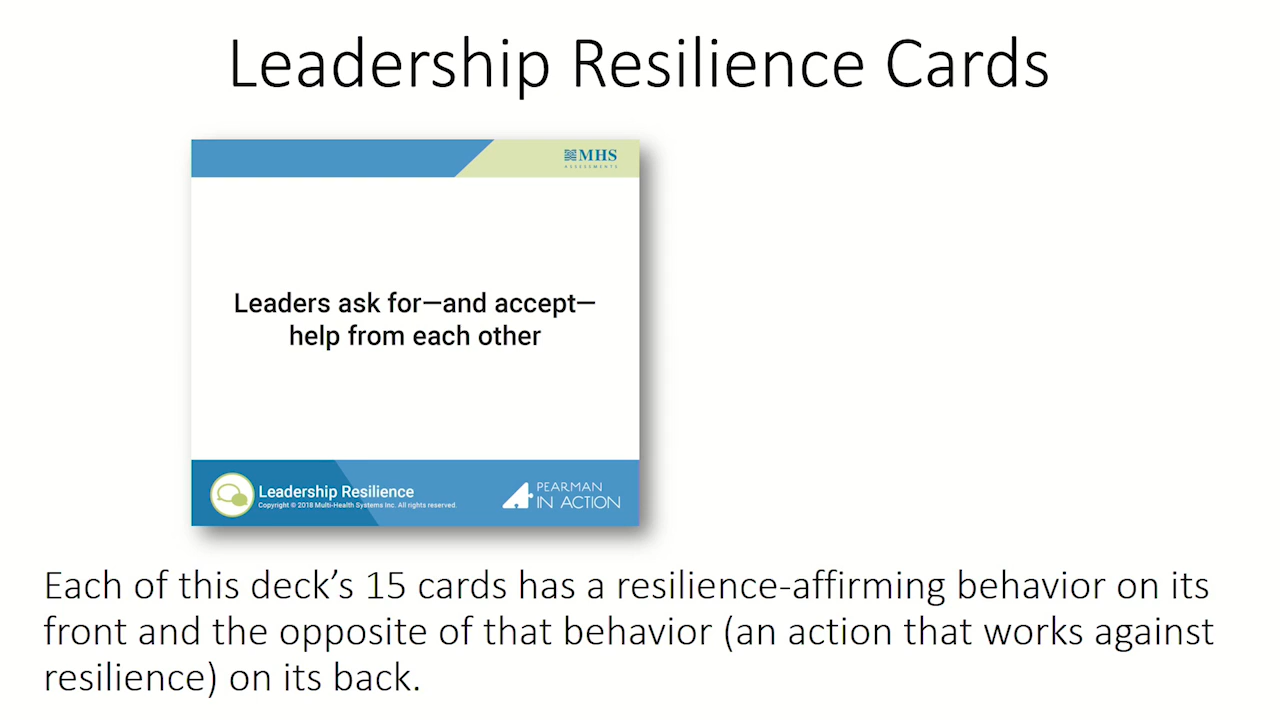 Leadership Resilience Cards
MHS
ASSESSMENTS
Leaders ask for—and accept—
help from each other
Leadership Resilience
Copyright © 2018 Multi-Health Systems Inc. All rights reserved.
PEARMAN
IN ACTION
Each of this deck’s 15 cards has a resilience-affirming behavior on its
front and the opposite of that behavior (an action that works against
resilience) on its back.